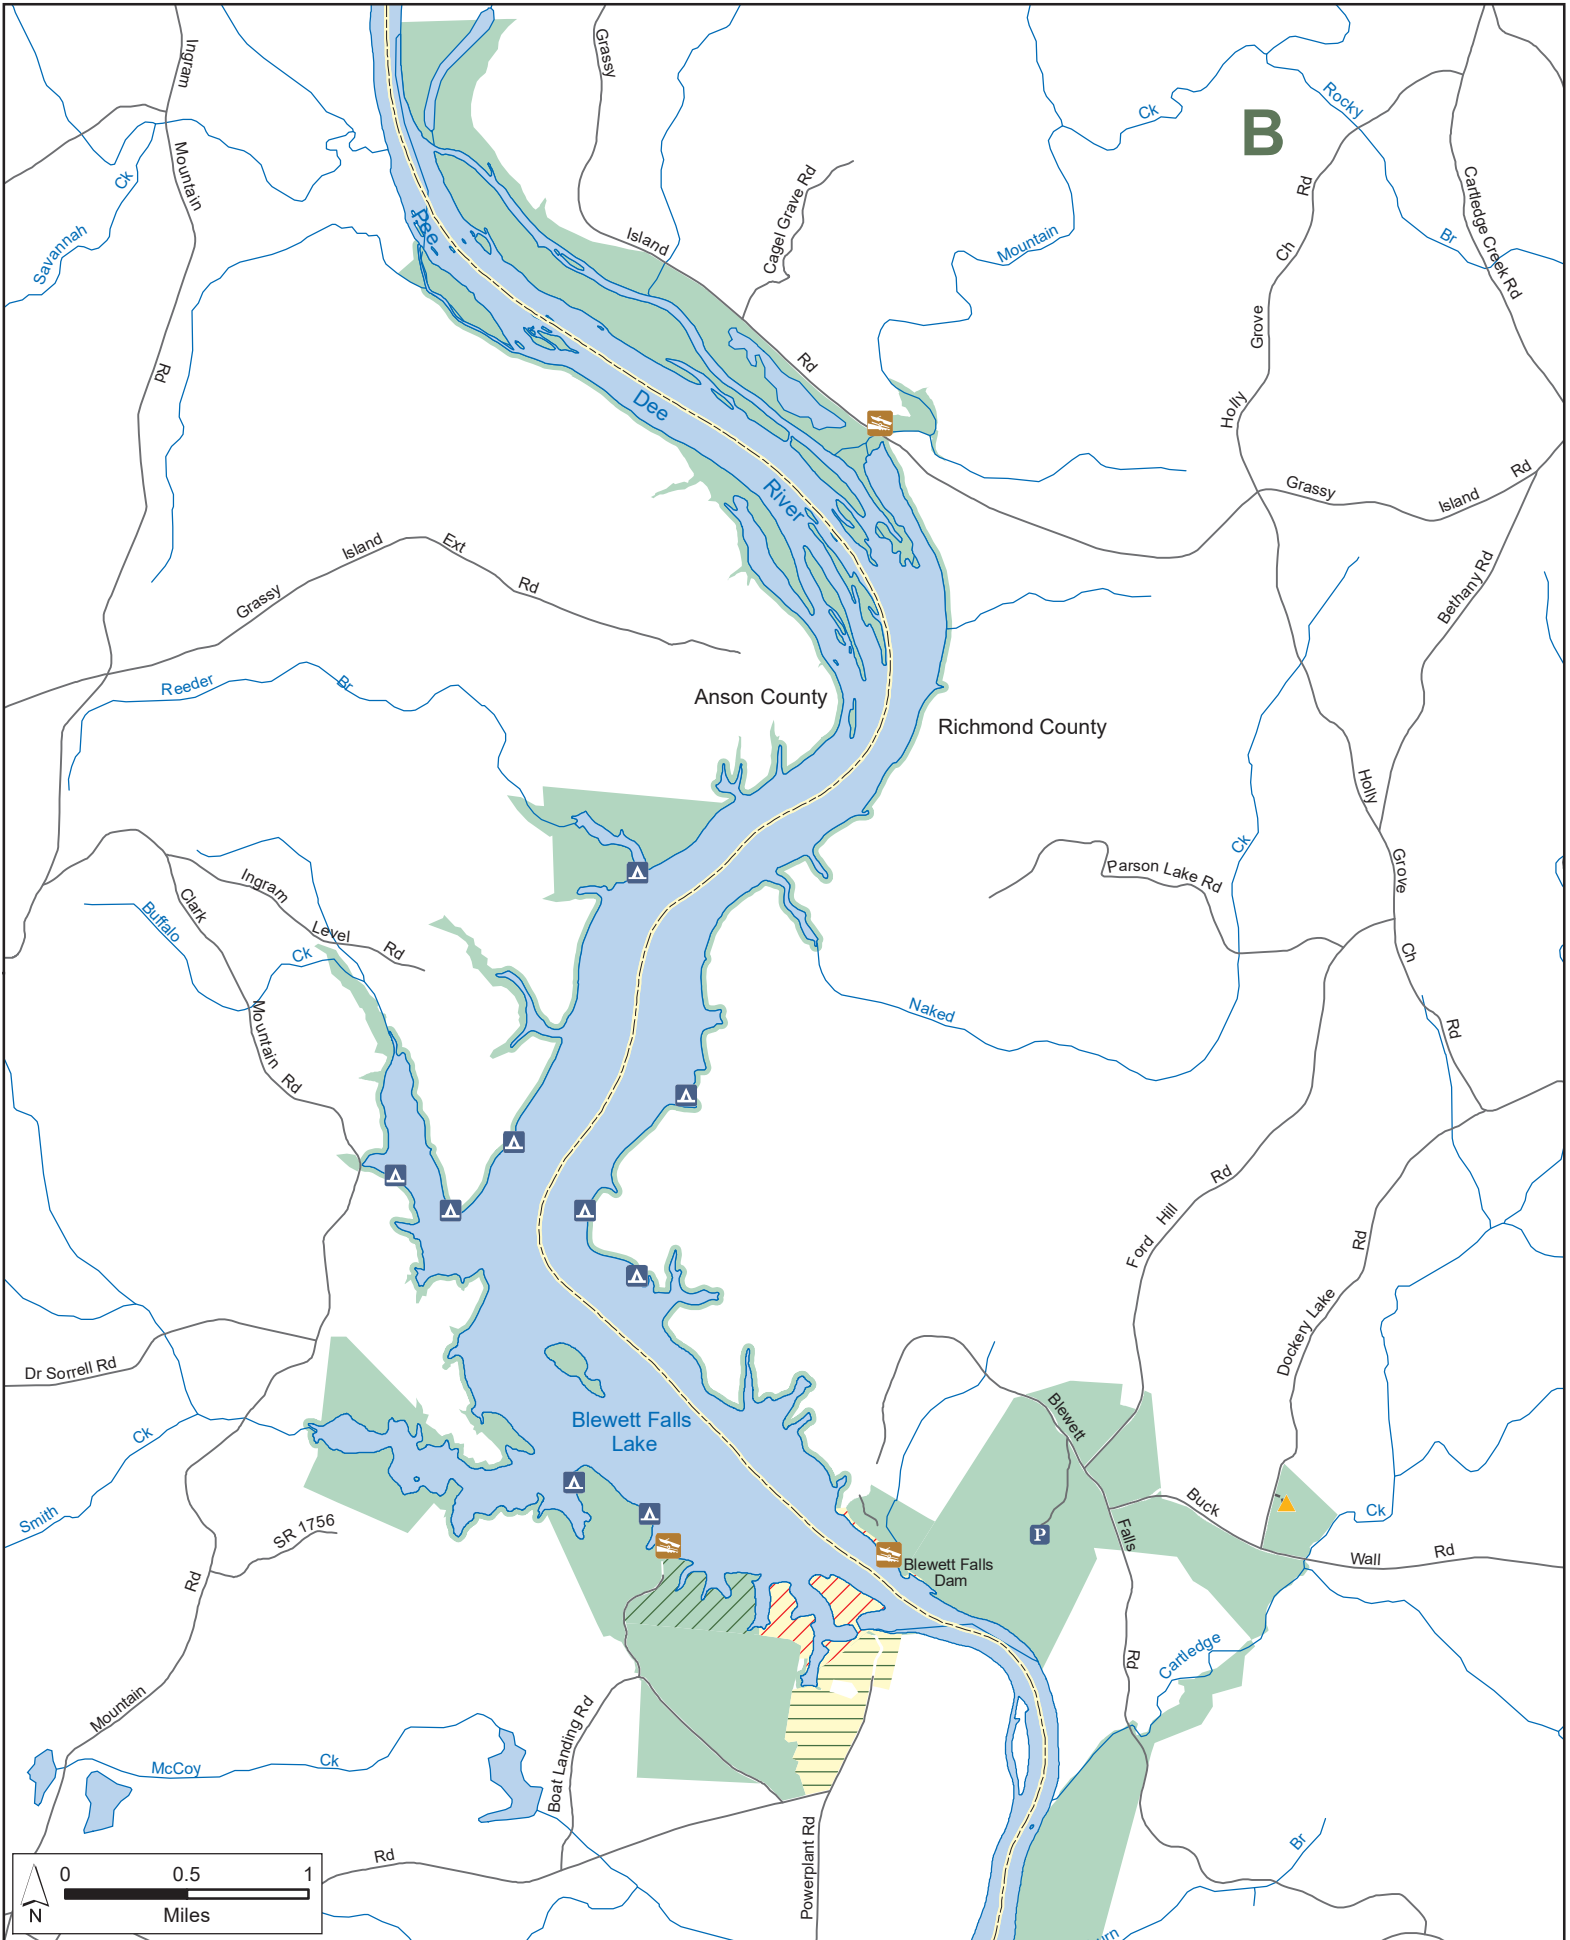 Ingram
Grassy
B
Rocky
Ck
Mountain
Ck
Savannah
Pee
Island
Cagel Grave Rd
Mountain
Rd
Ch
Grove
Holly
Br
Cartledge Creek Rd
Rd
Rd
Dee
River
Grassy
Island
Rd
Grassy
Island
Ext
Rd
Bethany Rd
Reeder
Br
Anson County
Richmond County
Holly
Grove
Ch
Rd
Ck
Parson Lake Rd
Naked
Ingram
Level
Rd
Clark
Mountain
Rd
Buffalo
Ck
Ford
Hill
Rd
Dockery Lake
Rd
Dr Sorrell Rd
Ck
Smith
SR 1756
Rd
Mountain
Blewett Falls
Lake
Blewett
Falls
Rd
Buck
Wall
Rd
Ck
P
Blewett Falls
Dam
Cartledge
McCoy
Ck
Boat Landing Rd
Powerplant Rd
Rd
Br
0
0.5
1
Miles
N